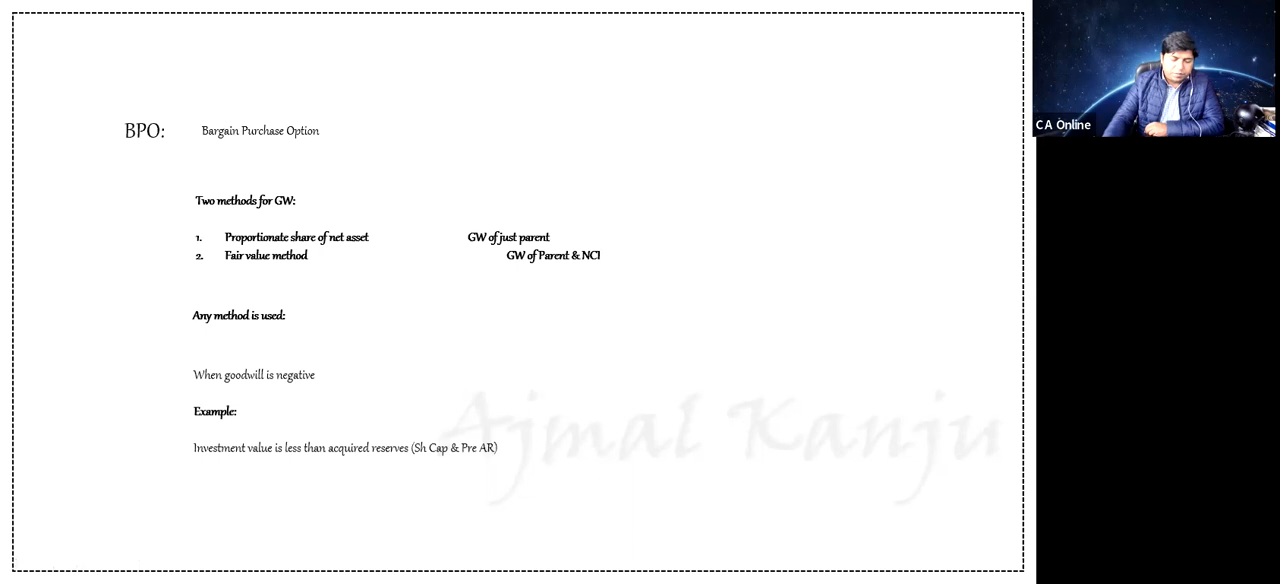 BPO: Bargain Purchase Option
Two methods for GW:
1. Proportionate share of net asset GW of just parent
2. Fair value method GW of Parent & NCI
Any method is used:
When goodwill is negative
Example:
Investment value is less than acquired reserves (Sh Cap & Pre AR)
Ajmal Kanju
CA Online